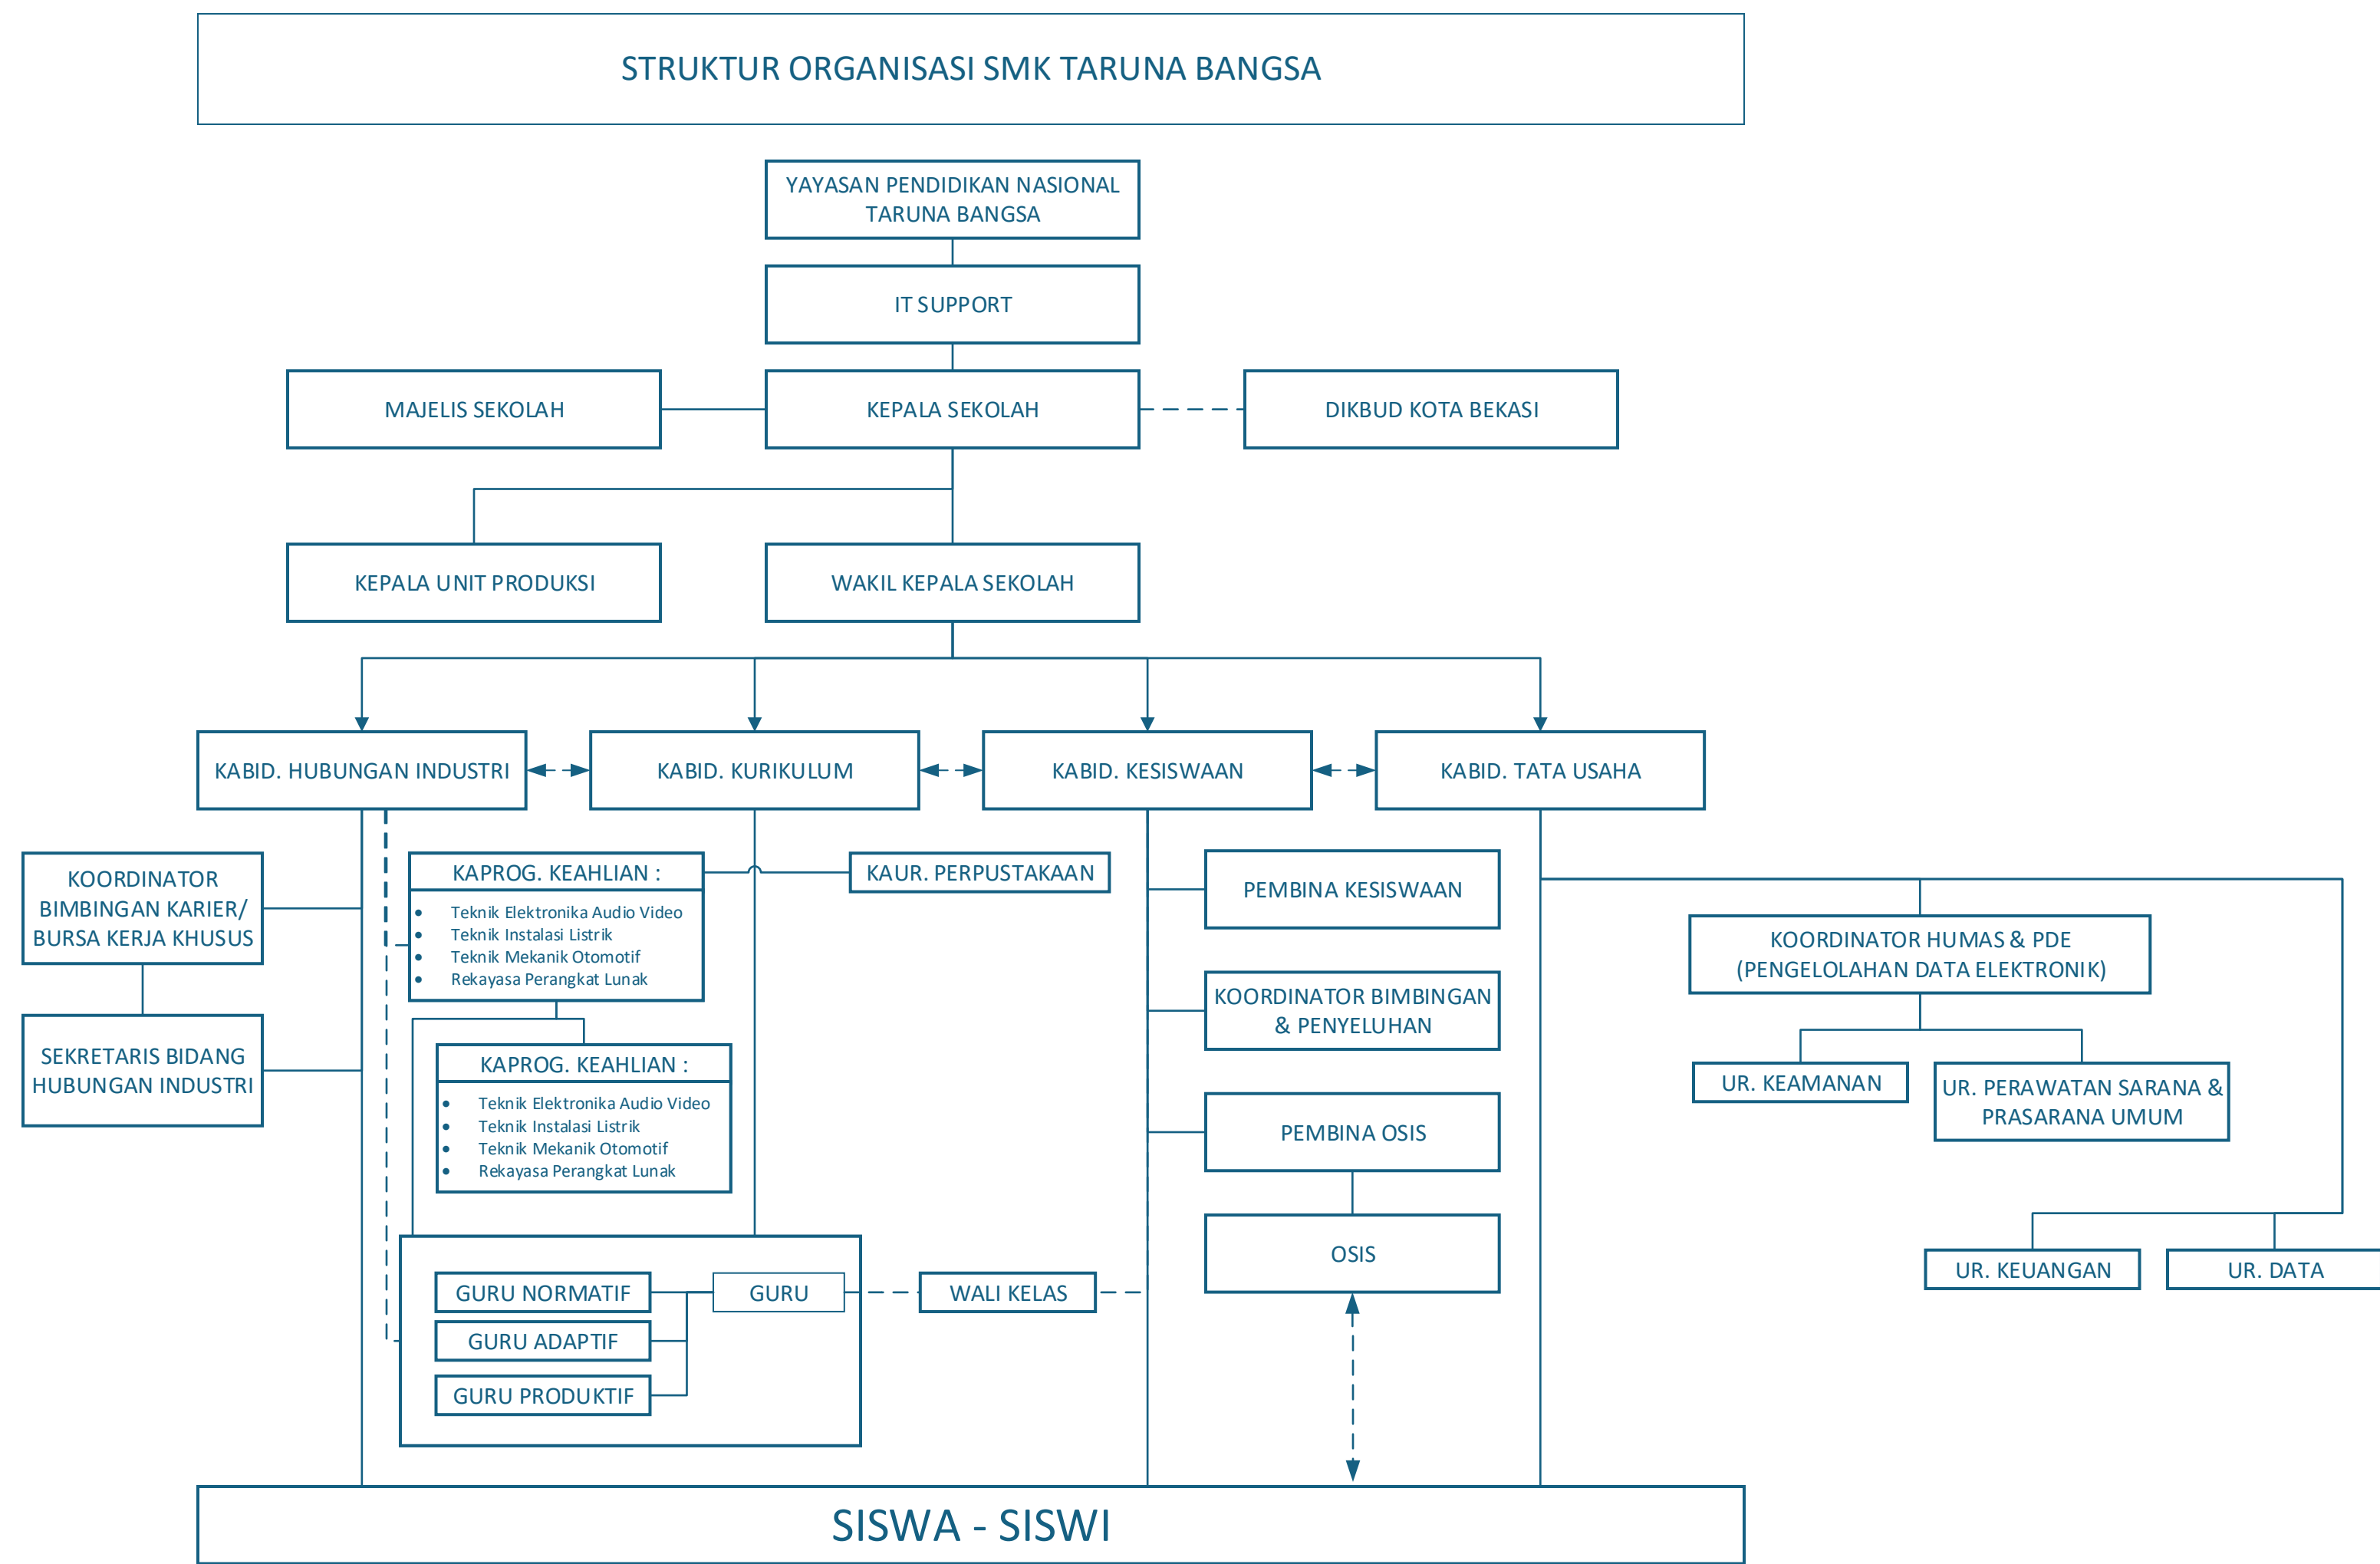 STRUKTUR ORGANISASI SMK TARUNA BANGSA
YAYASAN PENDIDIKAN NASIONAL
TARUNA BANGSA
IT SUPPORT
MAJELIS SEKOLAH
KEPALA SEKOLAH
DIKBUD KOTA BEKASI
KEPALA UNIT PRODUKSI
WAKIL KEPALA SEKOLAH
KABID. HUBUNGAN INDUSTRI
KABID. KURIKULUM
KABID. KESISWAAN
KABID. TATA USAHA
KOORDINATOR
BIMBINGAN KARIER/
BURSA KERJA KHUSUS
SEKRETARIS BIDANG
HUBUNGAN INDUSTRI
KAPROG. KEAHLIAN :
• Teknik Elektronika Audio Video
• Teknik Instalasi Listrik
• Teknik Mekanik Otomotif
• Rekayasa Perangkat Lunak
KAUR. PERPUSTAKAAN
KAPROG. KEAHLIAN :
• Teknik Elektronika Audio Video
• Teknik Instalasi Listrik
• Teknik Mekanik Otomotif
• Rekayasa Perangkat Lunak
PEMBINA KESISWAAN
KOORDINATOR BIMBINGAN
& PENYELUHAN
PEMBINA OSIS
OSIS
KOORDINATOR HUMAS & PDE
(PENGELOLAHAN DATA ELEKTRONIK)
UR. KEAMANAN
UR. PERAWATAN SARANA &
PRASARANA UMUM
UR. KEUANGAN
UR. DATA
GURU NORMATIF
GURU
WALI KELAS
GURU ADAPTIF
GURU PRODUKTIF
SISWA - SISWI